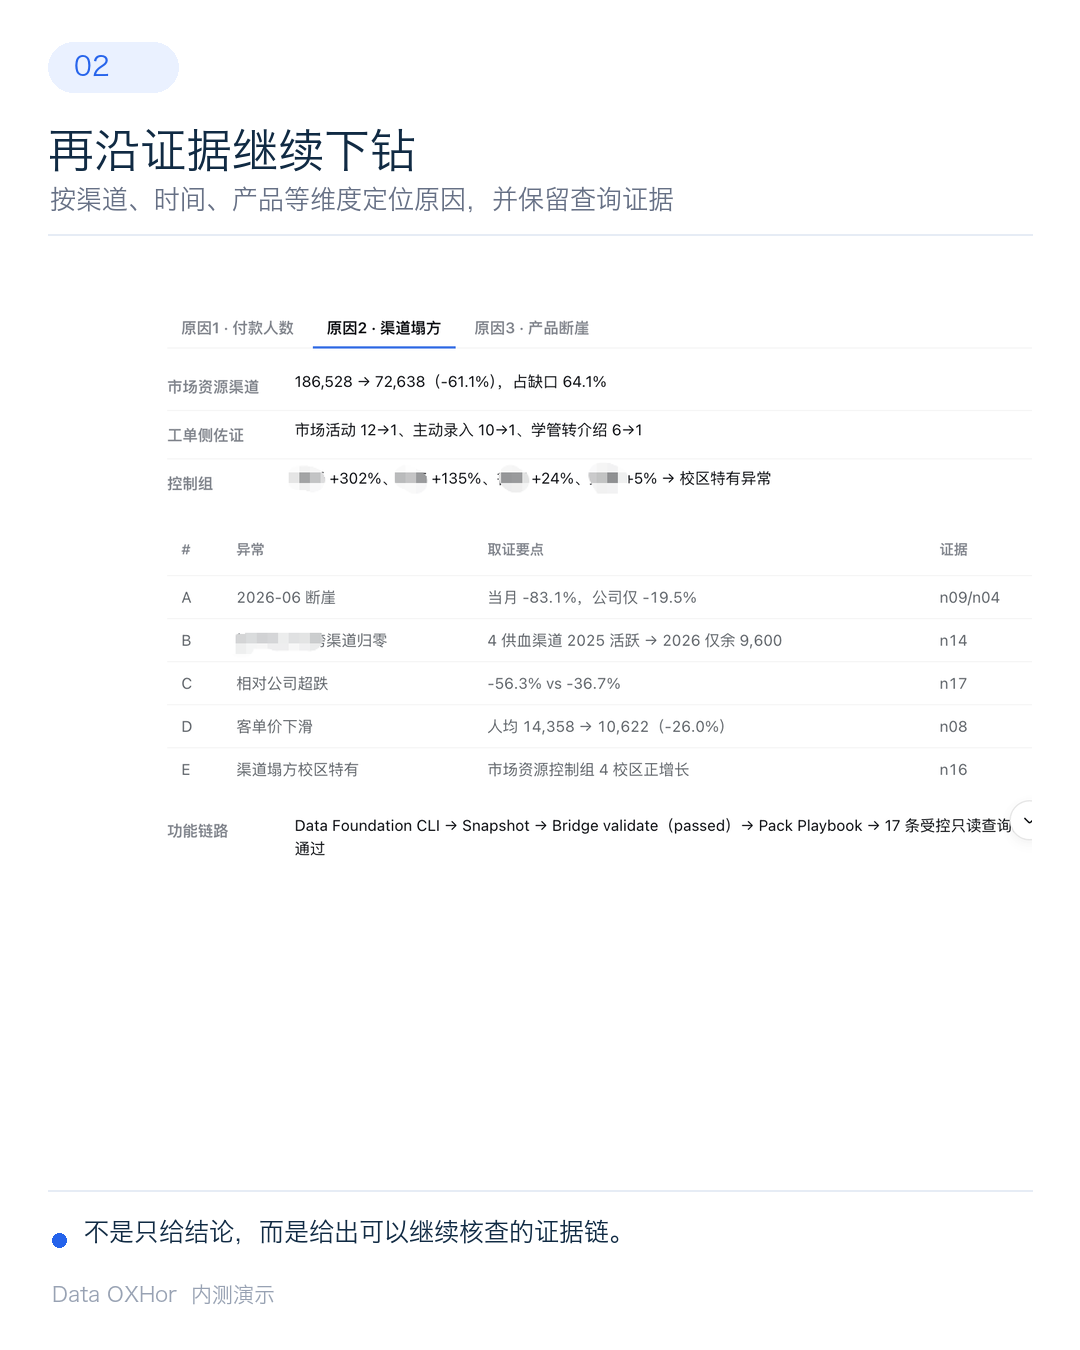 02
再沿证据继续下钻
按渠道、时间、产品等维度定位原因，并保留查询证据
原因1 · 付款人数 原因2 · 渠道塌方 原因3 · 产品断崖
市场资源渠道 186,528 → 72,638（-61.1%），占缺口 64.1%
工单侧佐证 市场活动 12→1、主动录入 10→1、学管转介绍 6→1
控制组 +302%、 +135%、 +24%、 +5% → 校区特有异常
# 异常 取证要点 证据
A 2026-06 断崖 当月 -83.1%，公司仅 -19.5% n09/n04
B 渠道归零 4 供血渠道 2025 活跃 → 2026 仅余 9,600 n14
C 相对公司超跌 -56.3% vs -36.7% n17
D 客单价下滑 人均 14,358 → 10,622（-26.0%） n08
E 渠道塌方校区特有 市场资源控制组 4 校区正增长 n16
功能链路 Data Foundation CLI → Snapshot → Bridge validate（passed）→ Pack Playbook → 17 条受控只读查询
通过
不是只给结论，而是给出可以继续核查的证据链。
Data OXHor 内测演示